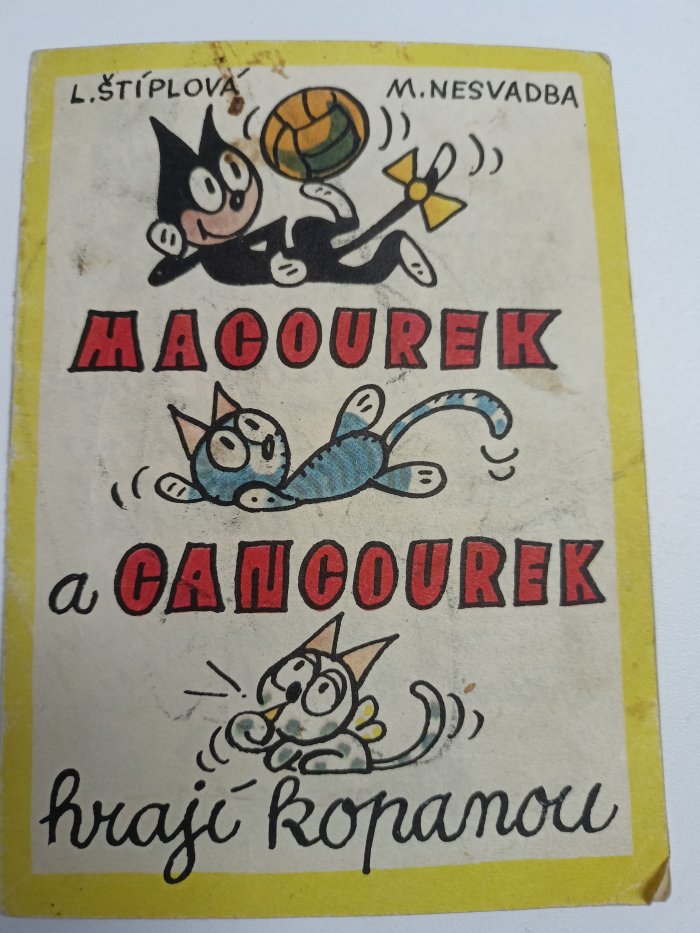 L.ŠTÍPLOVÁ M.NESVADBA
MACOUREK
a CANCOUREK
hrají kopanou